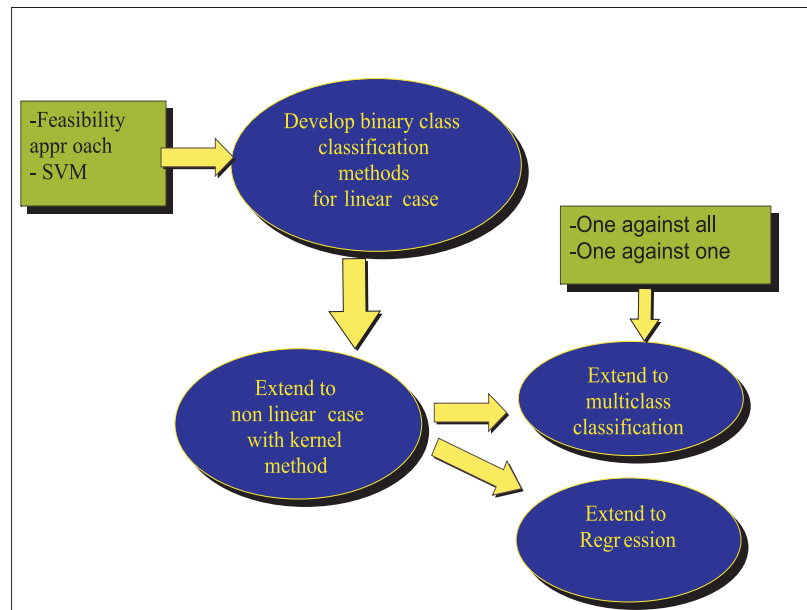 -Feasibility
appr oach
- SVM
Develop binary class
classification
methods
for linear case
-One against all
-One against one
Extend to
non linear case
with kernel
method
Extend to
multiclass
classification
Extend to
Regr ession